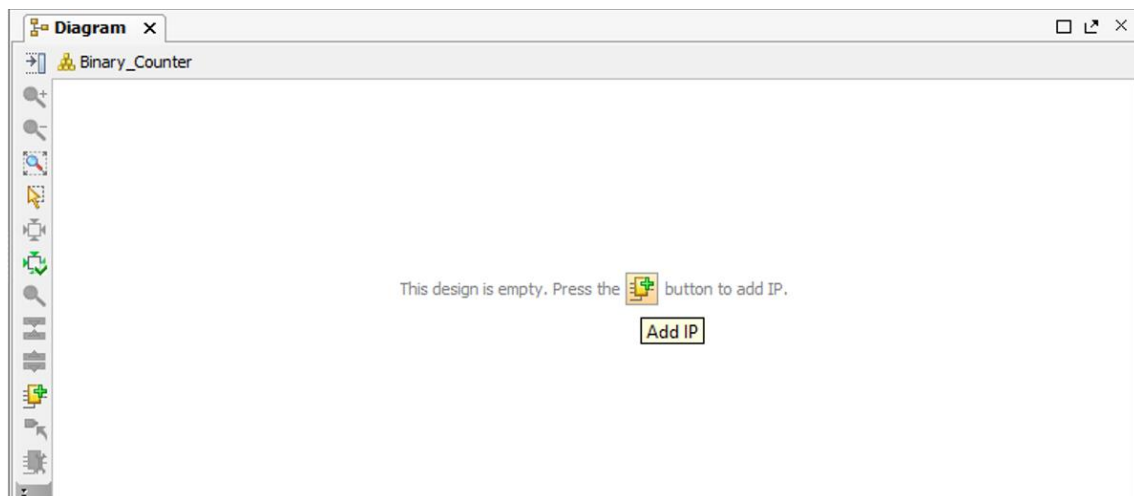 Diagram
Binary_Counter
This design is empty. Press the button to add IP.
Add IP